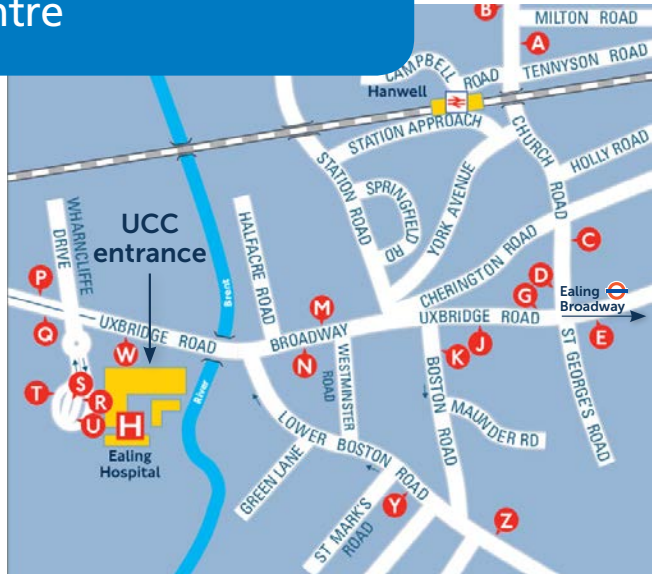 ntre
B
MILTON ROAD
A
CAMPBELL ROAD
TENNYSON ROAD
Hanwell
STATION APPROACH
CHURCH ROAD
HOLLY ROAD
STATION ROAD
SPRINGFIELD RD
YORK AVENUE
WHARNCLIFFE
DRIVE
UCC
entrance
HALFACRE ROAD
CHERINGTON ROAD
C
D
G
Ealing
Broadway
P
Q
Brent
M
UXBRIDGE ROAD
BROADWAY
UXBRIDGE ROAD
E
W
N
K
J
WESTMINSTER
ROAD
BOSTON ROAD
ST GEORGE'S ROAD
T
S
R
U
H
River
Ealing
Hospital
MAUNDER RD
LOWER BOSTON ROAD
GREEN LANE
ST MARK'S
ROAD
Y
Z